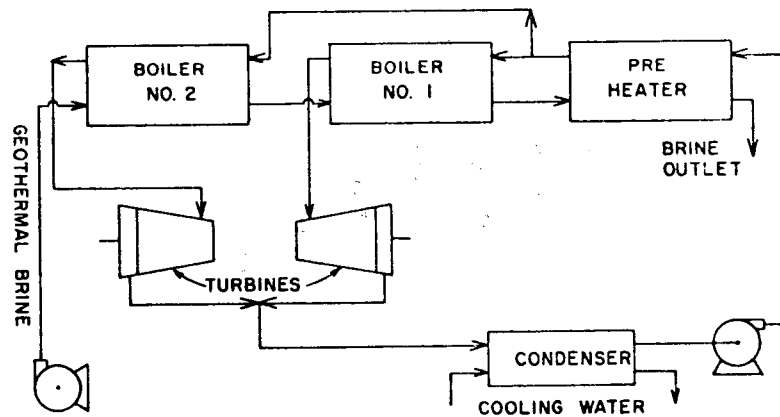 BOILER
NO. 2
BOILER
NO. 1
PRE
HEATER
BRINE
OUTLET
GEOTHERMAL BRINE
TURBINES
CONDENSER
COOLING WATER